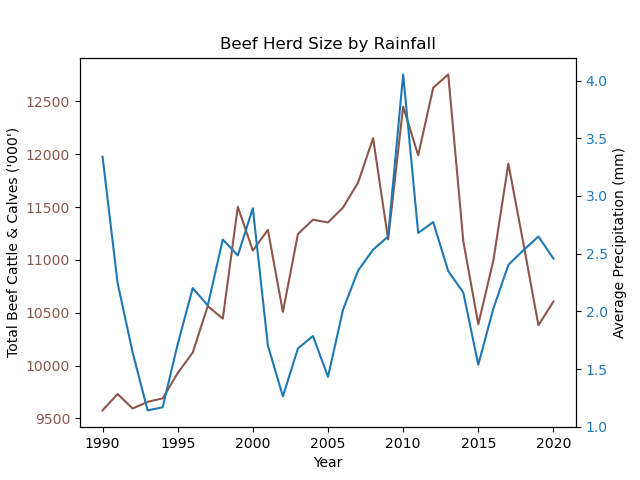 Beef Herd Size by Rainfall
Total Beef Cattle & Calves ('000')
12500
12000
11500
11000
10500
10000
9500
4.0
3.5
3.0
2.5
2.0
1.5
1.0
Average Precipitation (mm)
1990 1995 2000 2005 2010 2015 2020
Year